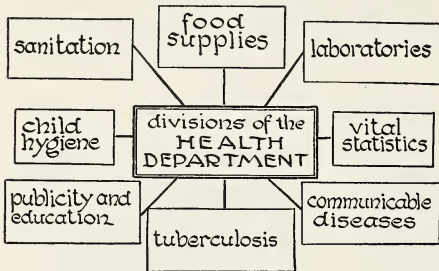 food
supplies
sanitation
laboratories
child
hygiene
divisions of the
HEALTH
DEPARTMENT
vital
statistics
publicity and
education
tuberculosis
communicable
diseases